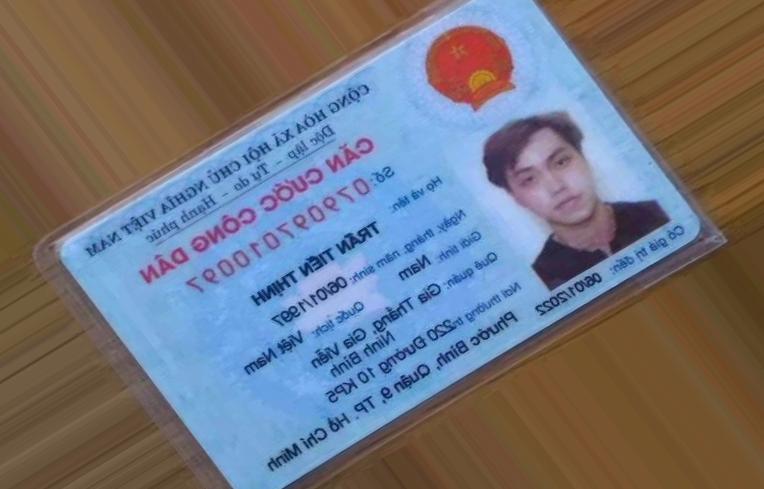 CỘNG HÒA XÃ HỘI CHỦ NGHĨA VIỆT NAM
Độc lập - Tự do - Hạnh phúc
CĂN CƯỚC CÔNG DÂN
Số: 079097010097
Họ và tên:
TRẦN TIẾN THỊNH
Ngày, tháng, năm sinh: 06/01/1997
Giới tính: Nam Quốc tịch: Việt Nam
Quê quán: Gia Thắng, Gia Viễn
Ninh Bình
Nơi thường trú: 220 Đường 10 KP5
Phước Bình, Quận 9, TP. Hồ Chí Minh
Có giá trị đến: 06/01/2022